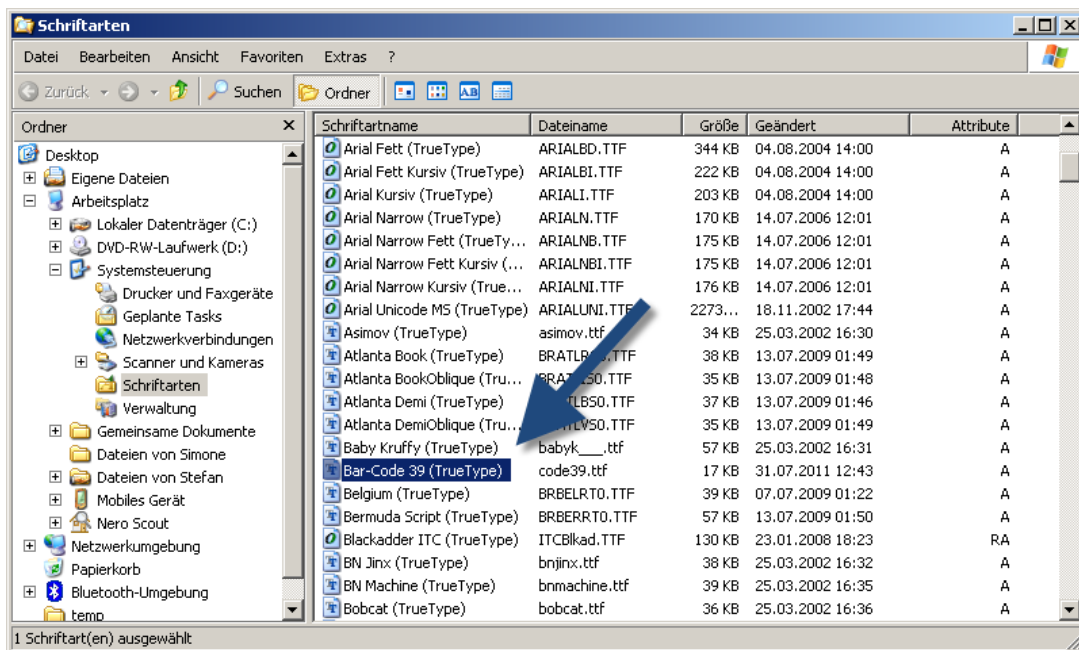 Schriftarten
Datei Bearbeiten Ansicht Favoriten Extras ?
Zurück Suchen Ordner
Ordner
Desktop
Eigene Dateien
Arbeitsplatz
Lokaler Datenträger (C:)
DVD-RW-Laufwerk (D:)
Systemsteuerung
Drucker und Faxgeräte
Geplante Tasks
Netzwerkverbindungen
Scanner und Kameras
Schriftarten
Verwaltung
Gemeinsame Dokumente
Dateien von Simone
Dateien von Stefan
Mobiles Gerät
Nero Scout
Netzwerkumgebung
Papierkorb
Bluetooth-Umgebung
temp
Schriftartname Dateiname Größe Geändert Attribute
Arial Fett (TrueType) ARIALBD.TTF 344 KB 04.08.2004 14:00 A
Arial Fett Kursiv (TrueType) ARIALBI.TTF 222 KB 04.08.2004 14:00 A
Arial Kursiv (TrueType) ARIALI.TTF 203 KB 04.08.2004 14:00 A
Arial Narrow (TrueType) ARIALN.TTF 170 KB 14.07.2006 12:01 A
Arial Narrow Fett (TrueTy... ARIALNB.TTF 175 KB 14.07.2006 12:01 A
Arial Narrow Fett Kursiv (... ARIALNBI.TTF 175 KB 14.07.2006 12:01 A
Arial Narrow Kursiv (True... ARIALNI.TTF 176 KB 14.07.2006 12:01 A
Arial Unicode MS (TrueType) ARIALUNI.TTF 2273... 18.11.2002 17:44 A
Asimov (TrueType) asimov.ttf 34 KB 25.03.2002 16:30 A
Atlanta Book (TrueType) 38 KB 13.07.2009 01:49 A
Atlanta BookOblique (Tru... 35 KB 13.07.2009 01:48 A
Atlanta Demi (TrueType) 37 KB 13.07.2009 01:46 A
Atlanta DemiOblique (Tru... 35 KB 13.07.2009 01:49 A
Baby Kruffy (TrueType) babyk___.ttf 57 KB 25.03.2002 16:31 A
Bar-Code 39 (TrueType) code39.ttf 17 KB 31.07.2011 12:43 A
Belgium (TrueType) BRBELRT0.TTF 39 KB 07.07.2009 01:22 A
Bermuda Script (TrueType) BRBERRT0.TTF 57 KB 13.07.2009 01:50 A
Blackadder ITC (TrueType) ITCBlkad.TTF 130 KB 23.01.2008 18:23 RA
BN Jinx (TrueType) bnjinx.ttf 38 KB 25.03.2002 16:32 A
BN Machine (TrueType) bnmachine.ttf 39 KB 25.03.2002 16:35 A
Bobcat (TrueType) bobcat.ttf 36 KB 25.03.2002 16:36 A
1 Schriftart(en) ausgewählt